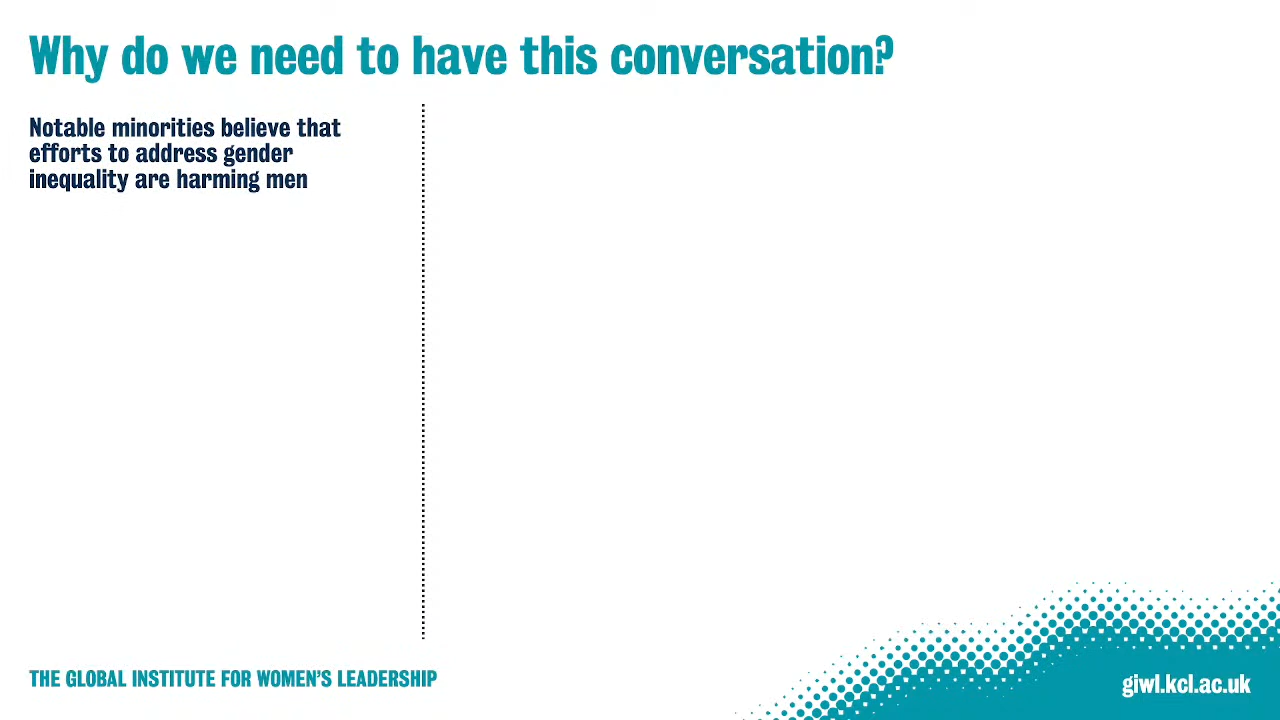 Why do we need to have this conversation?
Notable minorities believe that
efforts to address gender
inequality are harming men
THE GLOBAL INSTITUTE FOR WOMEN'S LEADERSHIP
giwl.kcl.ac.uk